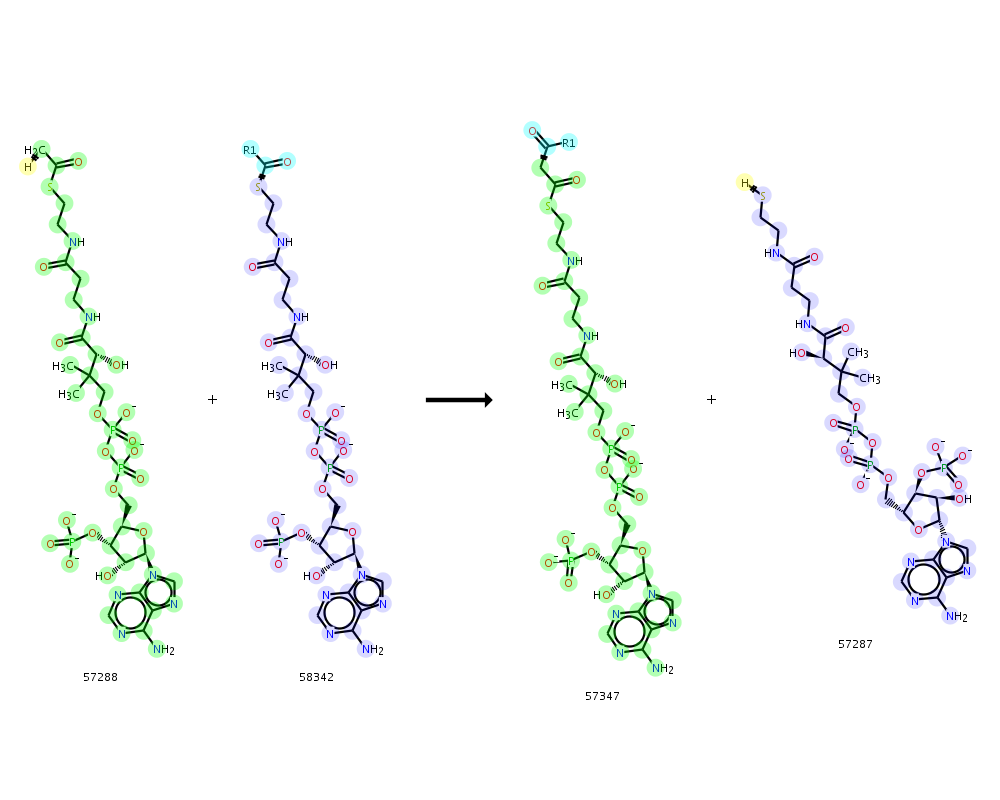 H₃C
H O
S
NH
O
NH
O
OH
H₃C
H₃C
O O⁻
P
O O O⁻
P O
O
O⁻
O P O O
O⁻
HO
N
N N
N
NH₂
57288
+
R1 O
S
NH
O
NH
O
OH
H₃C
H₃C
O O⁻
P
O O O⁻
P O
O
O⁻
O⁻ P O O
O
HO
N
N N
N
NH₂
58342
O R1
O
S
NH
O
NH
O
OH
H₃C
H₃C
O O⁻
P
O O O⁻
P O
O
O⁻
O⁻ P O O
O
HO
N
N N
N
NH₂
57347
+
H
S
HN O
HN O
HO CH₃
CH₃
O
O P O
O⁻
O P
O⁻ O
O⁻ O⁻
O P
O
OH
O
N
N N
N
NH₂
57287